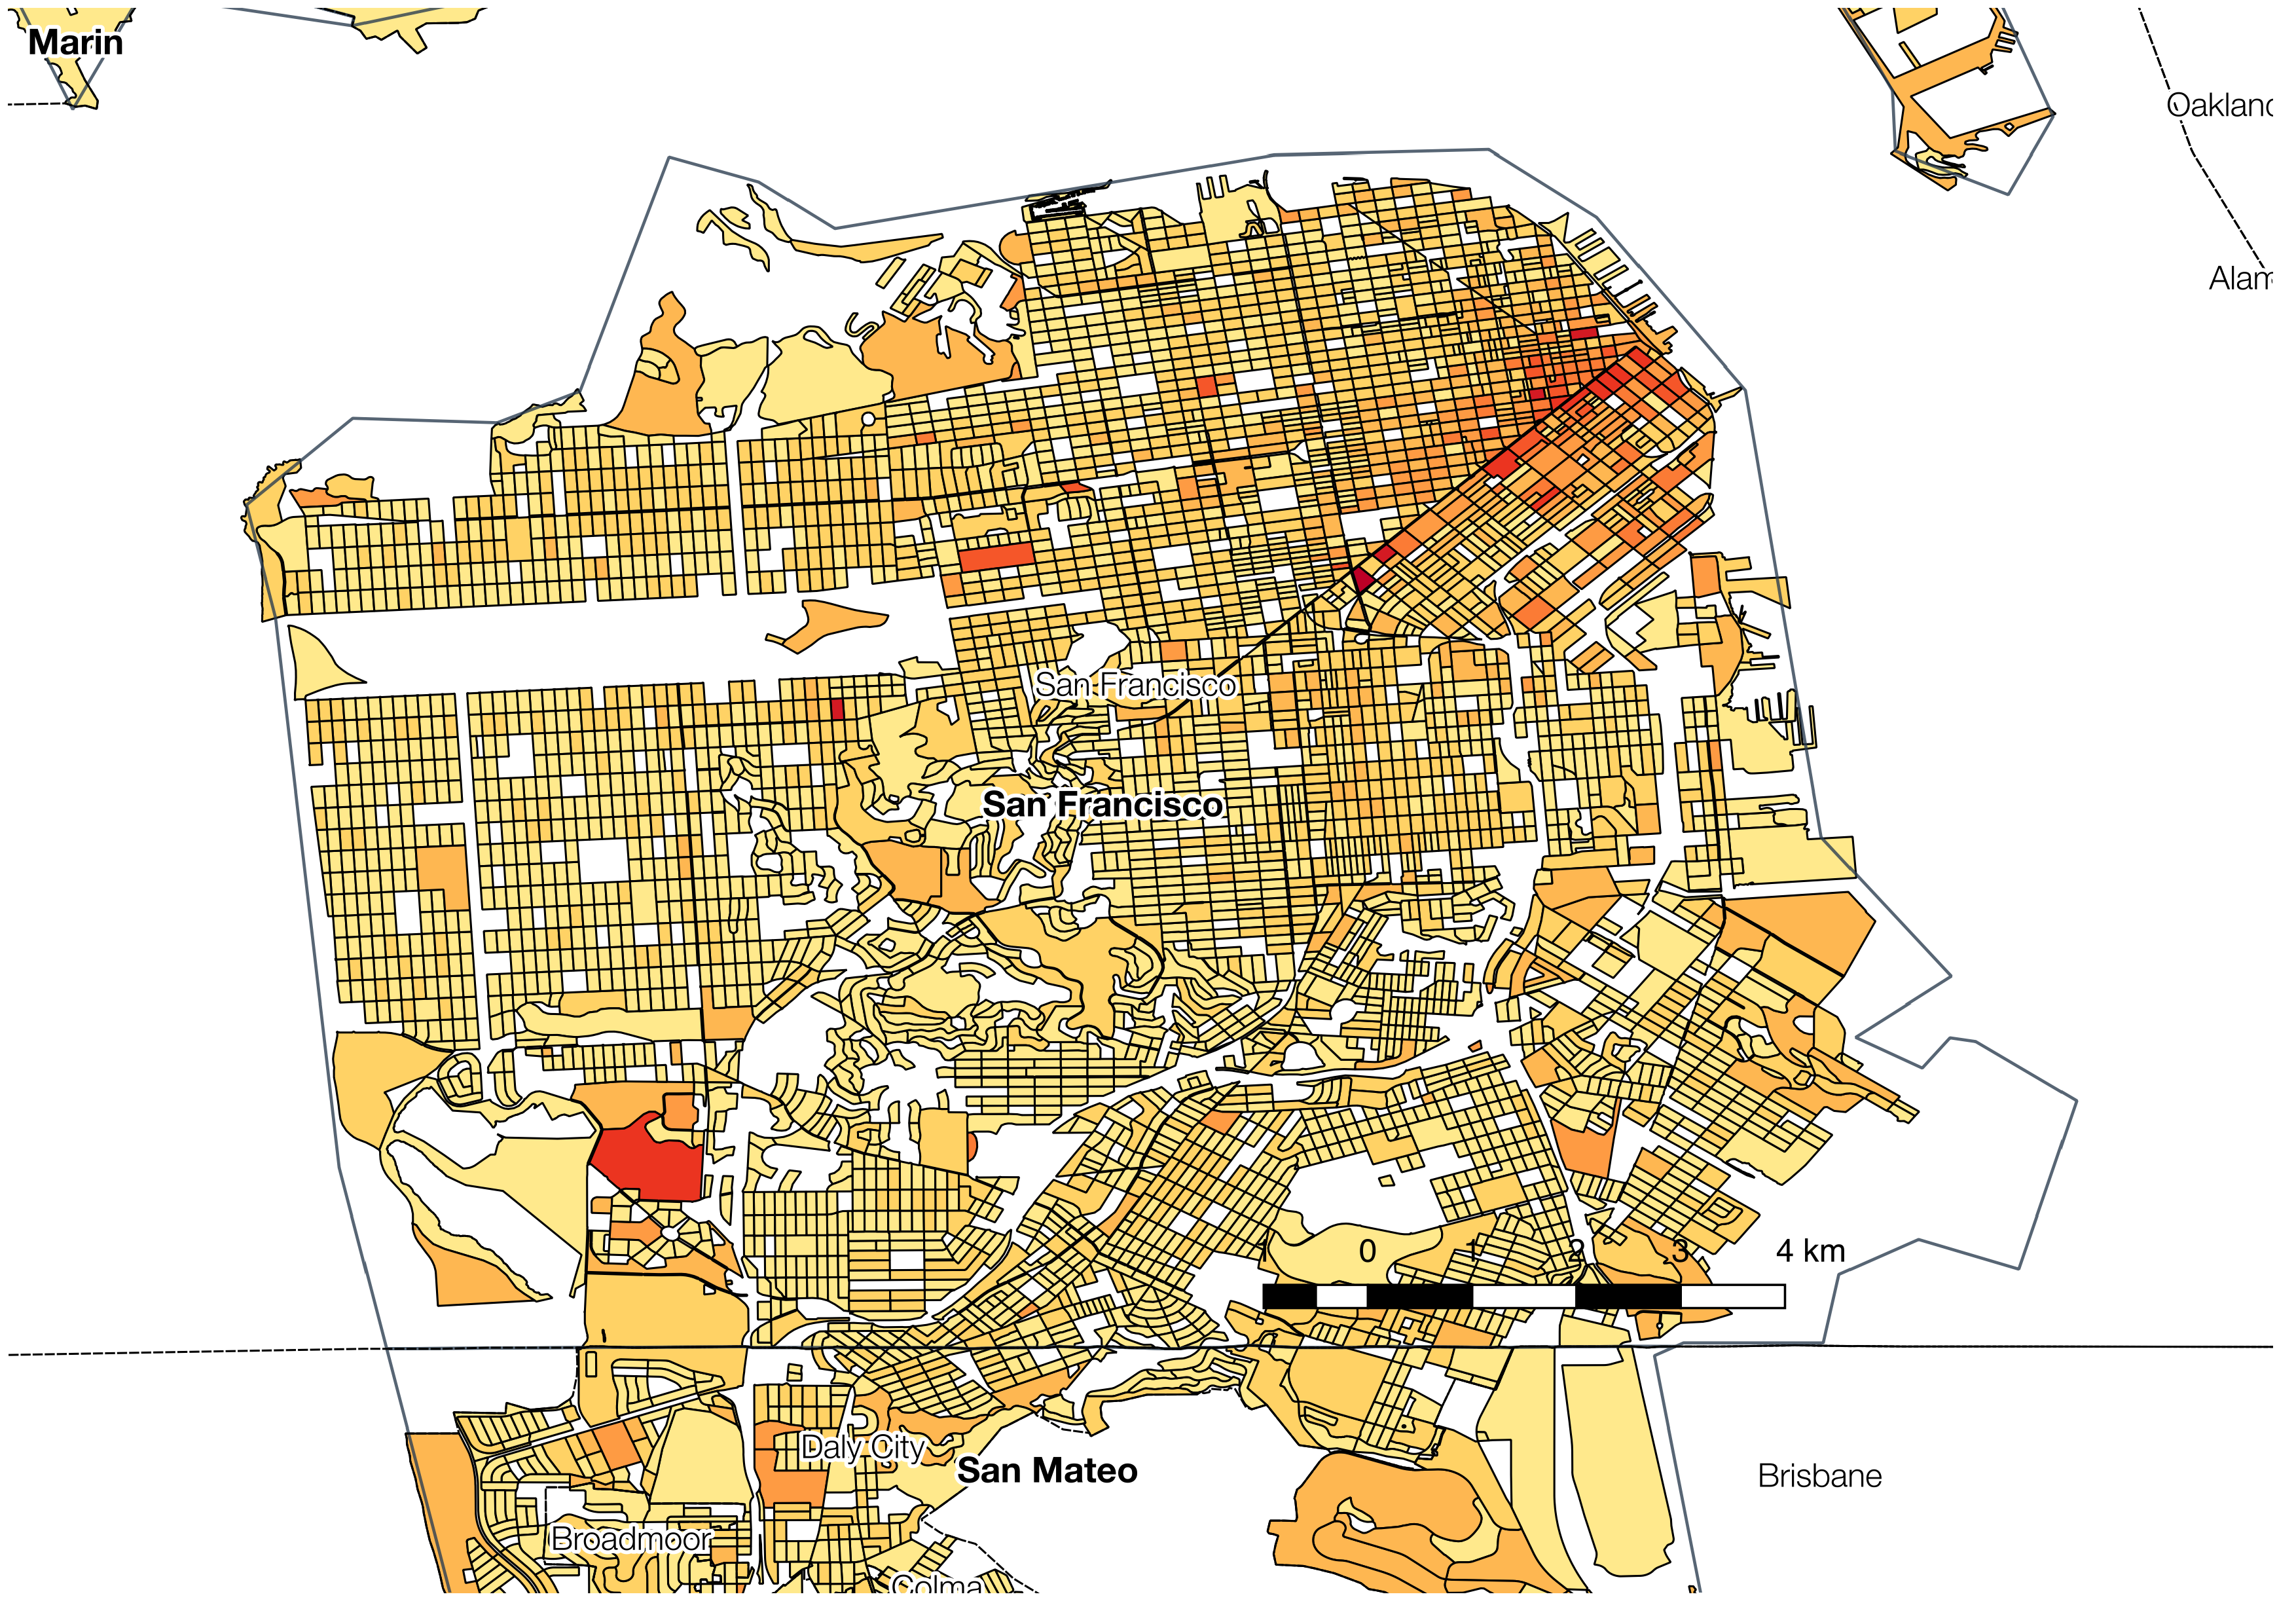 Marin
Oakland
Alam
San Francisco
San Francisco
1 0 1 2 3 4 km
Daly City
San Mateo
Brisbane
Broadmoor
Colma